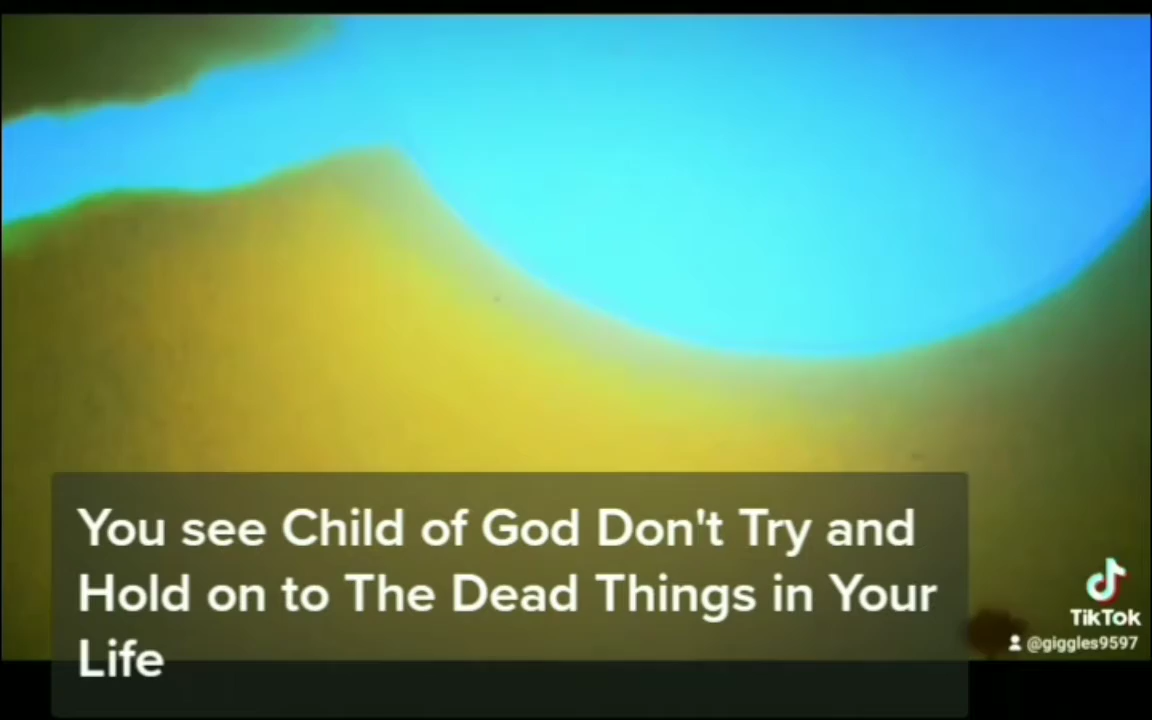 You see Child of God Don't Try and
Hold on to The Dead Things in Your
Life
TikTok
@giggles9597